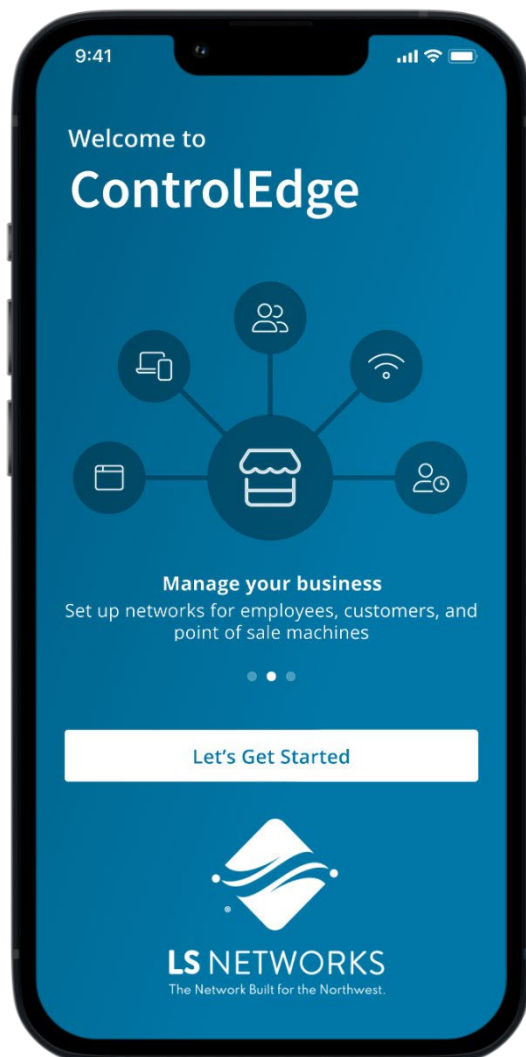 9:41
Welcome to
ControlEdge
Manage your business
Set up networks for employees, customers, and
point of sale machines
Let's Get Started
®
LS NETWORKS
The Network Built for the Northwest.